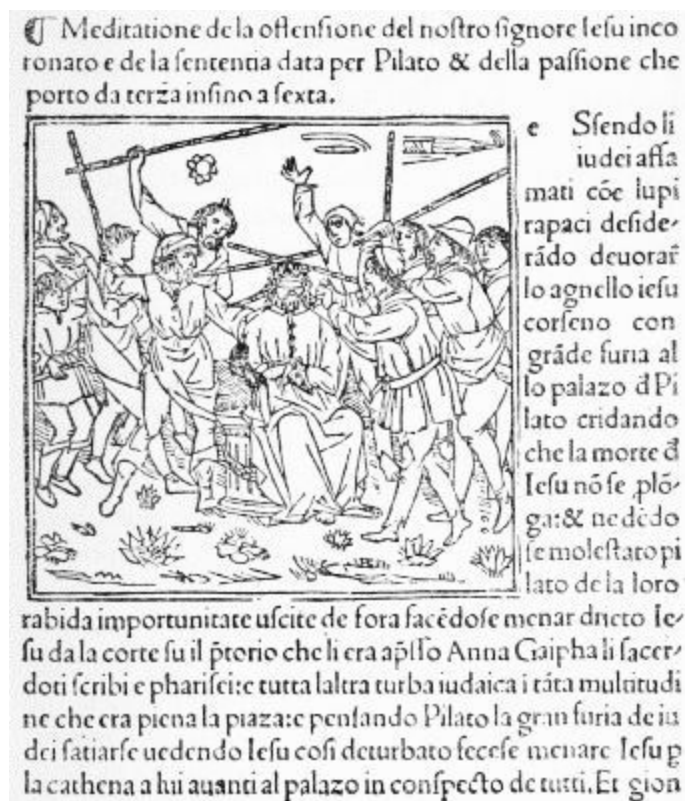 ¶ Meditatione de la ostensione del nostro signore Iesu inco
ronato e de la sententia data per Pilato & della passione che
porto da terza insino a sexta.
e Ssendo li
iudei affa
mati cõe lupi
rapaci deside-
rãdo deuorar
lo agnello iesu
corseno con
grãde furia al
lo palazo đ Pi
lato cridando
che la morte đ
Iesu nõ se plõ-
ga:& nededo
se molestato pi
lato de la loro
rabida importunitate uscite de fora facẽdose menar drieto Ie-
su da la corte su il p̃torio che li era ap̃sso Anna Caipha li sacer-
doti scribi e pharisei:e tutta laltra turba iudaica i tãta multitudi
ne che era piena la piaza:e pensando Pilato la gran furia de iu
dei satiarse uedendo Iesu cosi deturbato fecese menare Iesu p
la cathena a lui auanti al palazo in conspecto de tutti. Et gion